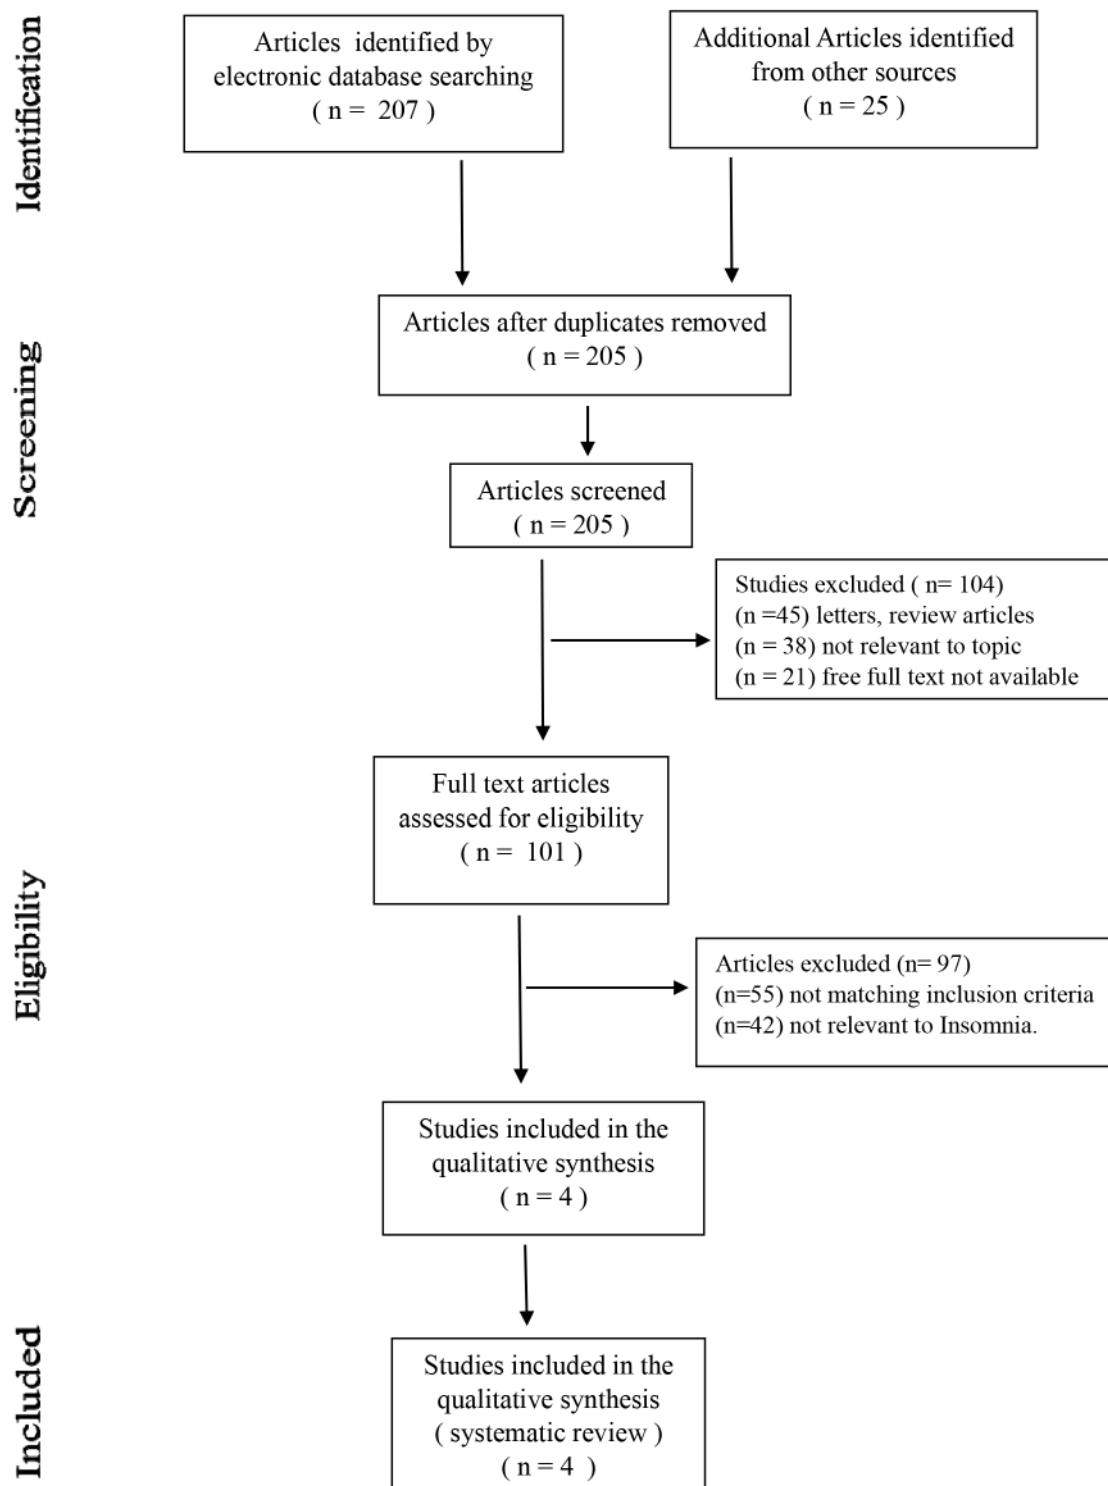 Identification
Articles identified by
electronic database searching
( n = 207 )
Additional Articles identified
from other sources
( n = 25 )
Screening
Articles after duplicates removed
( n = 205 )
Articles screened
( n = 205 )
Studies excluded ( n= 104)
(n =45) letters, review articles
(n = 38) not relevant to topic
(n = 21) free full text not available
Eligibility
Full text articles
assessed for eligibility
( n = 101 )
Articles excluded (n= 97)
(n=55) not matching inclusion criteria
(n=42) not relevant to Insomnia.
Studies included in the
qualitative synthesis
( n = 4 )
Included
Studies included in the
qualitative synthesis
( systematic review )
( n = 4 )